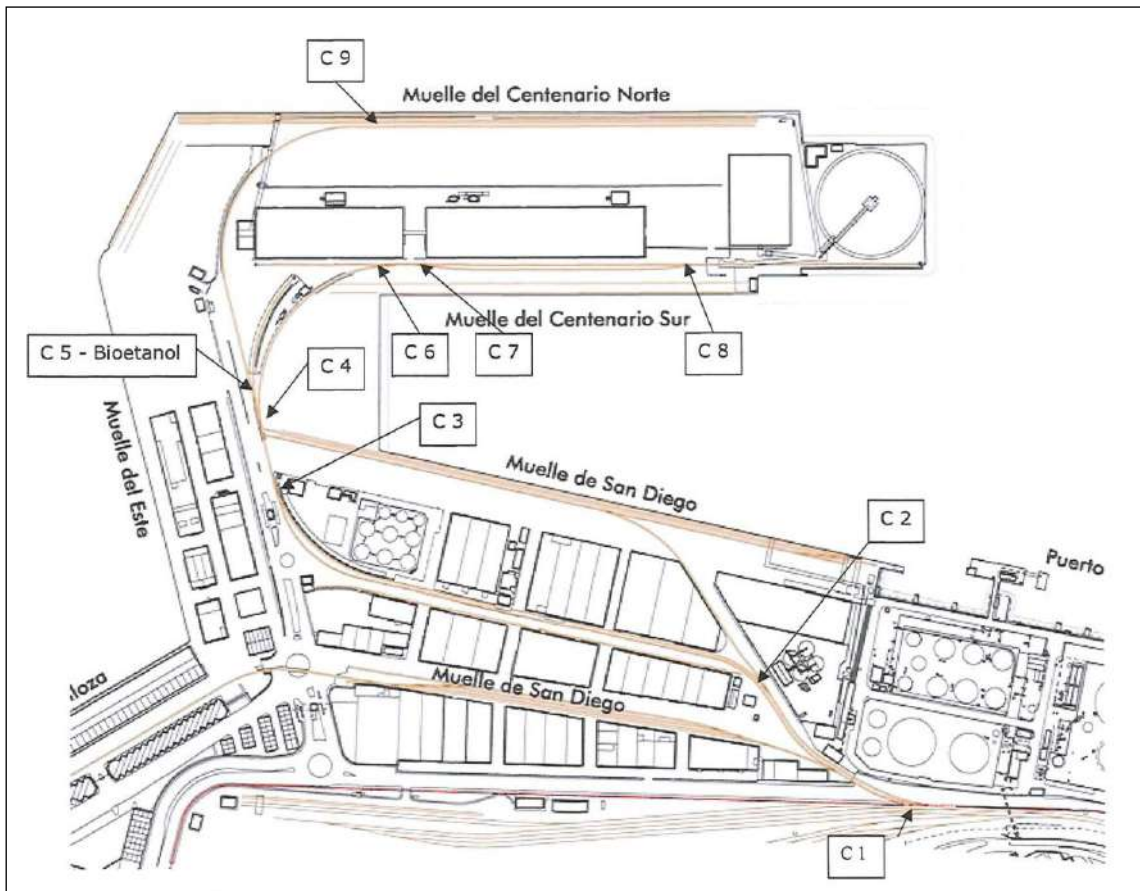 C 9
Muelle del Centenario Norte
Muelle del Centenario Sur
C 5 - Bioetanol
C 4
C 6
C 7
C 8
C 3
Muelle del Este
Muelle de San Diego
C 2
Puerto
loza
Muelle de San Diego
C 1